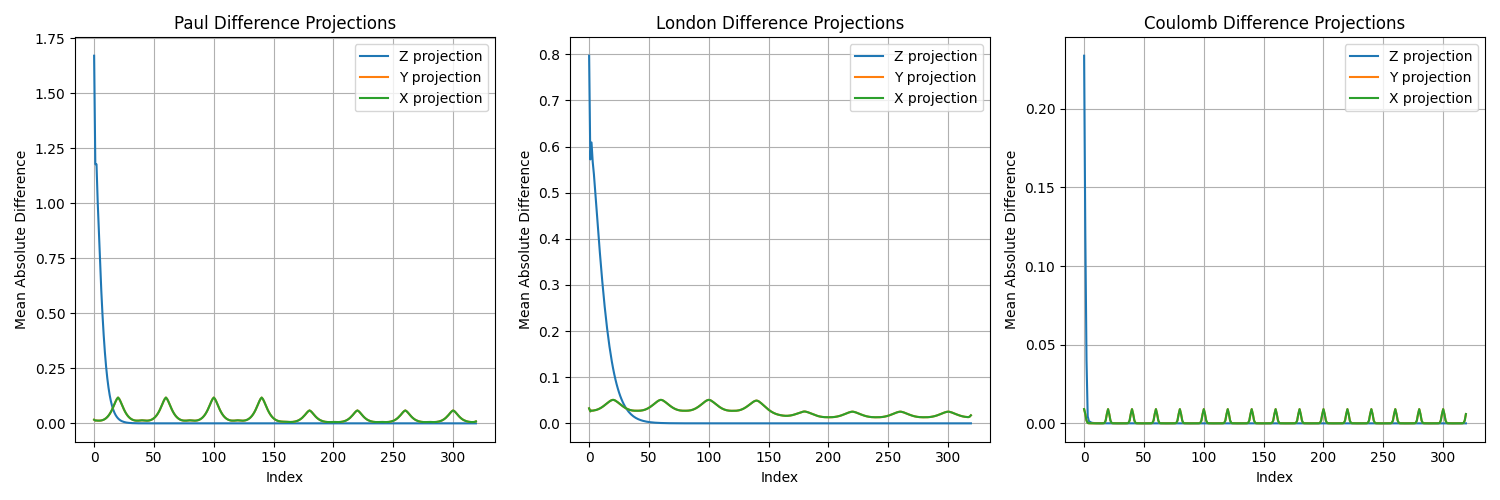 Paul Difference Projections
Mean Absolute Difference
1.75
1.50
1.25
1.00
0.75
0.50
0.25
0.00
0 50 100 150 200 250 300
Index
Z projection
Y projection
X projection
London Difference Projections
Mean Absolute Difference
0.8
0.7
0.6
0.5
0.4
0.3
0.2
0.1
0.0
0 50 100 150 200 250 300
Index
Z projection
Y projection
X projection
Coulomb Difference Projections
Mean Absolute Difference
0.20
0.15
0.10
0.05
0.00
0 50 100 150 200 250 300
Index
Z projection
Y projection
X projection